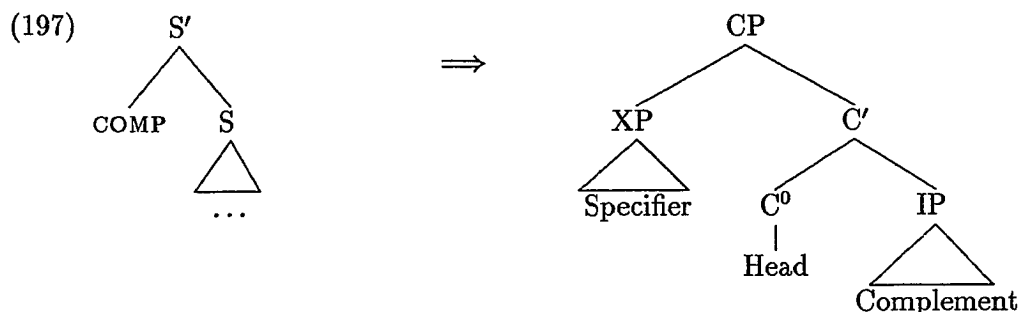 (197) S′ ⟹ CP
COMP S XP C′
... Specifier C⁰ IP
Head
Complement